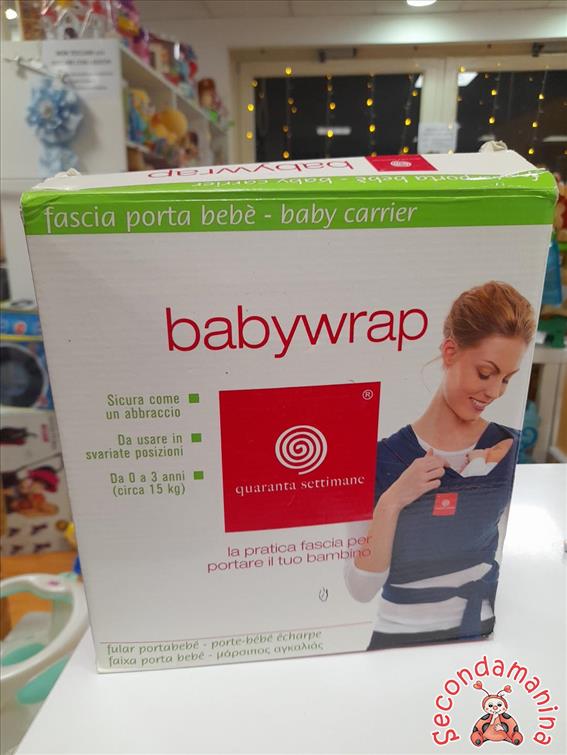 babywrap
porta bebè baby carrier
fascia porta bebè - baby carrier
babywrap
Sicura come
un abbraccio
Da usare in
svariate posizioni
Da 0 a 3 anni
(circa 15 kg)
®
quaranta settimane
la pratica fascia per
portare il tuo bambino
fular portabebé - porte-bébé écharpe
faixa porta bebé - μάρσιπος αγκαλιάς
Secondamanina